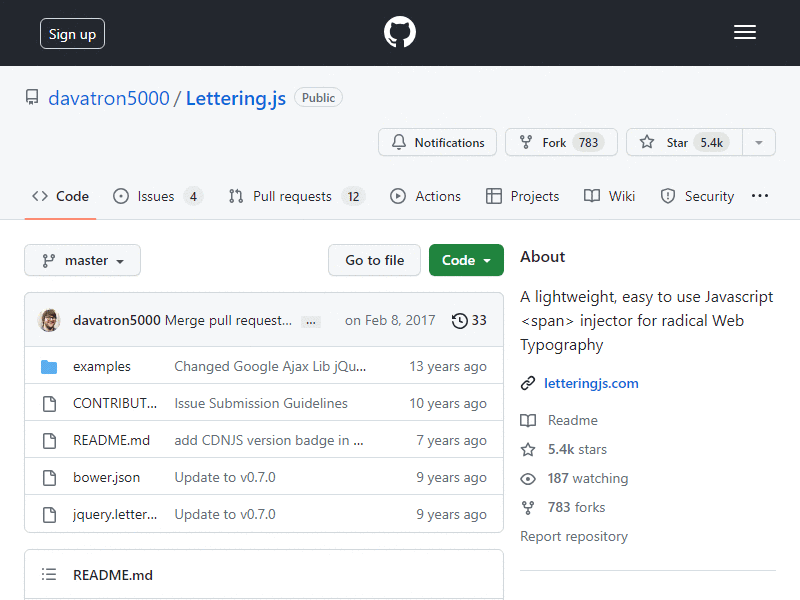 Sign up
davatron5000 / Lettering.js Public
Notifications Fork 783 Star 5.4k
Code Issues 4 Pull requests 12 Actions Projects Wiki Security ...
master Go to file Code
davatron5000 Merge pull request... ... on Feb 8, 2017 33
examples Changed Google Ajax Lib jQu... 13 years ago
CONTRIBUT... Issue Submission Guidelines 10 years ago
README.md add CDNJS version badge in ... 7 years ago
bower.json Update to v0.7.0 9 years ago
jquery.letter... Update to v0.7.0 9 years ago
README.md
About
A lightweight, easy to use Javascript
<span> injector for radical Web
Typography
letteringjs.com
Readme
5.4k stars
187 watching
783 forks
Report repository